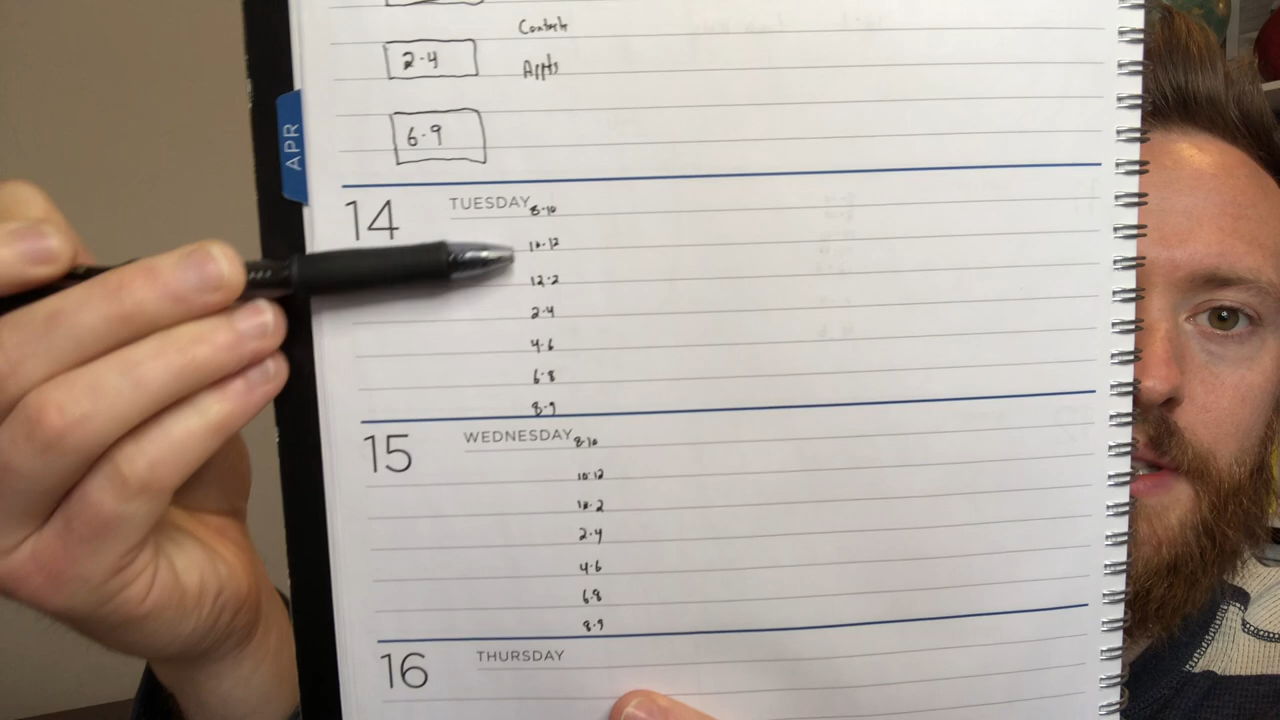 Contacts
2-4
Appts
APR
6-9
14 TUESDAY 8-10
10-12
12-2
2-4
4-6
6-8
8-9
15 WEDNESDAY 8-10
10-12
12-2
2-4
4-6
6-8
8-9
16 THURSDAY